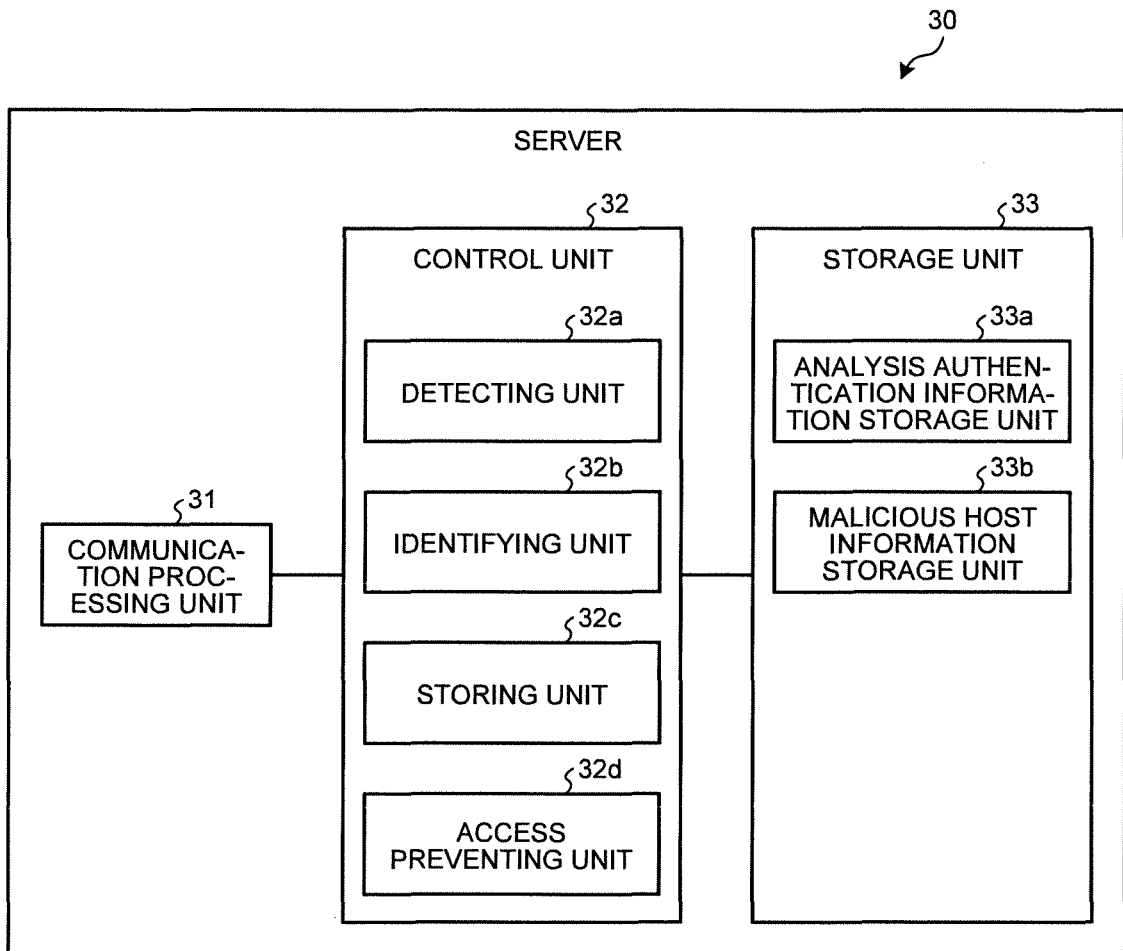 30
SERVER
32
CONTROL UNIT
32a
DETECTING UNIT
32b
IDENTIFYING UNIT
32c
STORING UNIT
32d
ACCESS
PREVENTING UNIT
33
STORAGE UNIT
33a
ANALYSIS AUTHEN-
TICATION INFORMA-
TION STORAGE UNIT
33b
MALICIOUS HOST
INFORMATION
STORAGE UNIT
31
COMMUNICA-
TION PROC-
ESSING UNIT